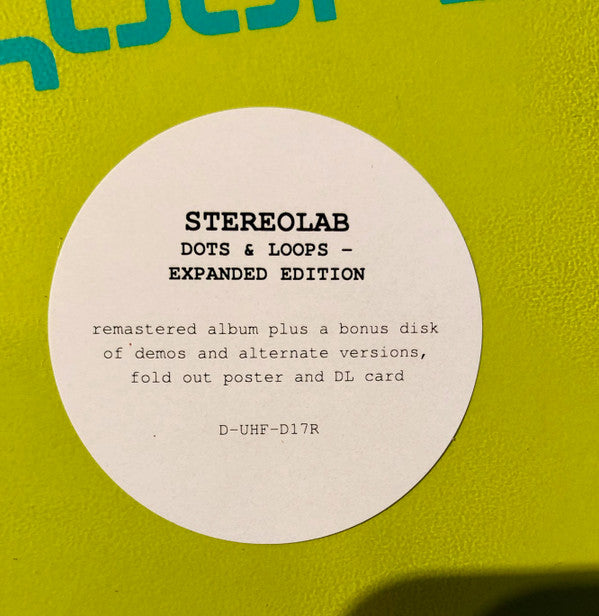 STEREOLAB
DOTS & LOOPS -
EXPANDED EDITION
remastered album plus a bonus disk
of demos and alternate versions,
fold out poster and DL card
D-UHF-D17R